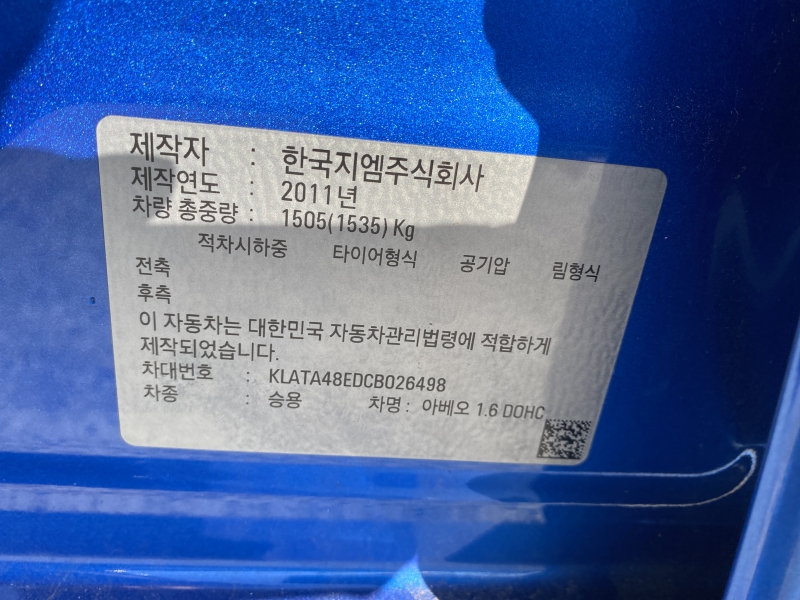 제작자 : 한국지엠주식회사
제작연도 : 2011년
차량 총중량 : 1505(1535) Kg
적차시하중 타이어형식 공기압 림형식
전축
후측
이 자동차는 대한민국 자동차관리법령에 적합하게
제작되었습니다.
차대번호 : KLATA48EDCB026498
차종 : 승용 차명 : 아베오 1.6 DOHC